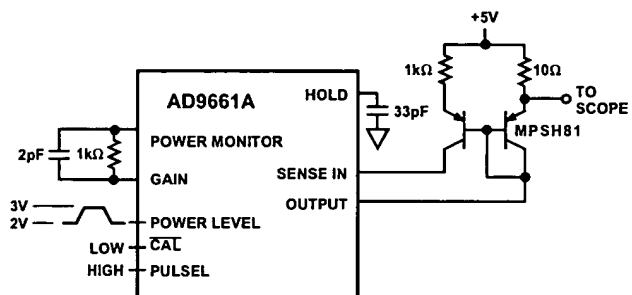 +5V
1kΩ
10Ω
TO
SCOPE
AD9661A
HOLD
33pF
MPSH81
POWER MONITOR
2pF
1kΩ
GAIN
SENSE IN
OUTPUT
3V
2V
POWER LEVEL
LOW
CAL
HIGH
PULSEL